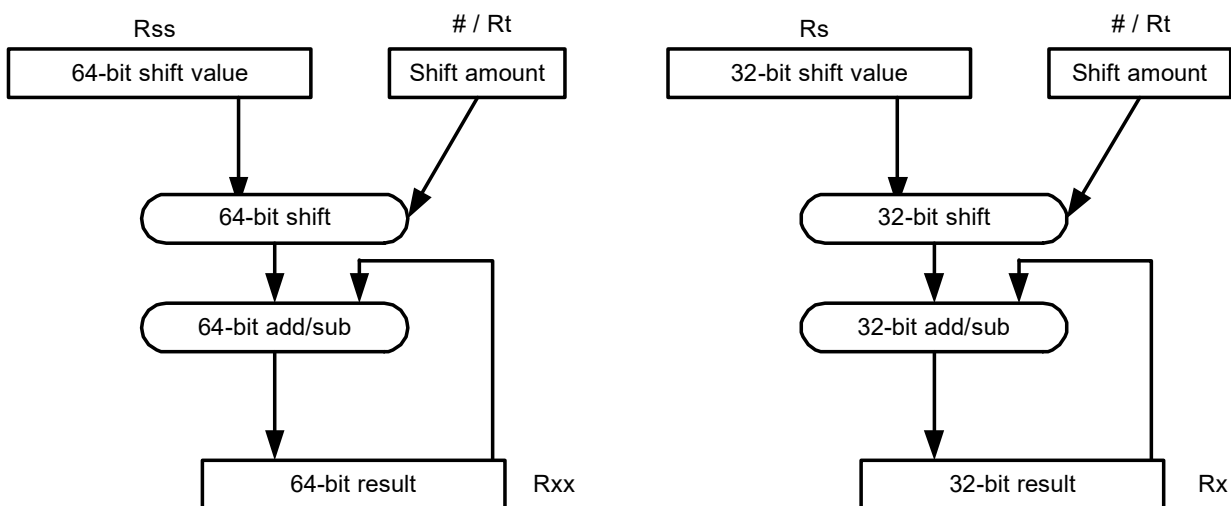 Rss
# / Rt
64-bit shift value
Shift amount
64-bit shift
64-bit add/sub
64-bit result
Rxx
Rs
# / Rt
32-bit shift value
Shift amount
32-bit shift
32-bit add/sub
32-bit result
Rx